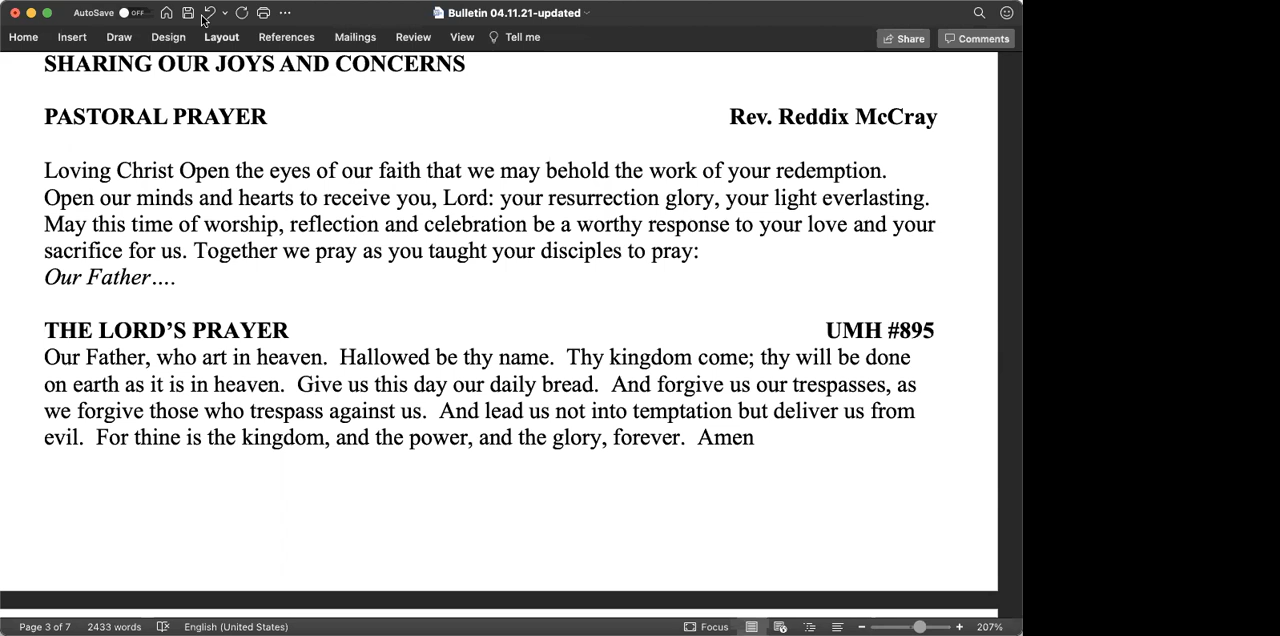 AutoSave OFF Bulletin 04.11.21-updated
Home Insert Draw Design Layout References Mailings Review View Tell me Share Comments
SHARING OUR JOYS AND CONCERNS
PASTORAL PRAYER Rev. Reddix McCray
Loving Christ Open the eyes of our faith that we may behold the work of your redemption.
Open our minds and hearts to receive you, Lord: your resurrection glory, your light everlasting.
May this time of worship, reflection and celebration be a worthy response to your love and your
sacrifice for us. Together we pray as you taught your disciples to pray:
Our Father….
THE LORD’S PRAYER UMH #895
Our Father, who art in heaven.  Hallowed be thy name.  Thy kingdom come; thy will be done
on earth as it is in heaven.  Give us this day our daily bread.  And forgive us our trespasses, as
we forgive those who trespass against us.  And lead us not into temptation but deliver us from
evil.  For thine is the kingdom, and the power, and the glory, forever.  Amen
Page 3 of 7 2433 words English (United States) Focus 207%